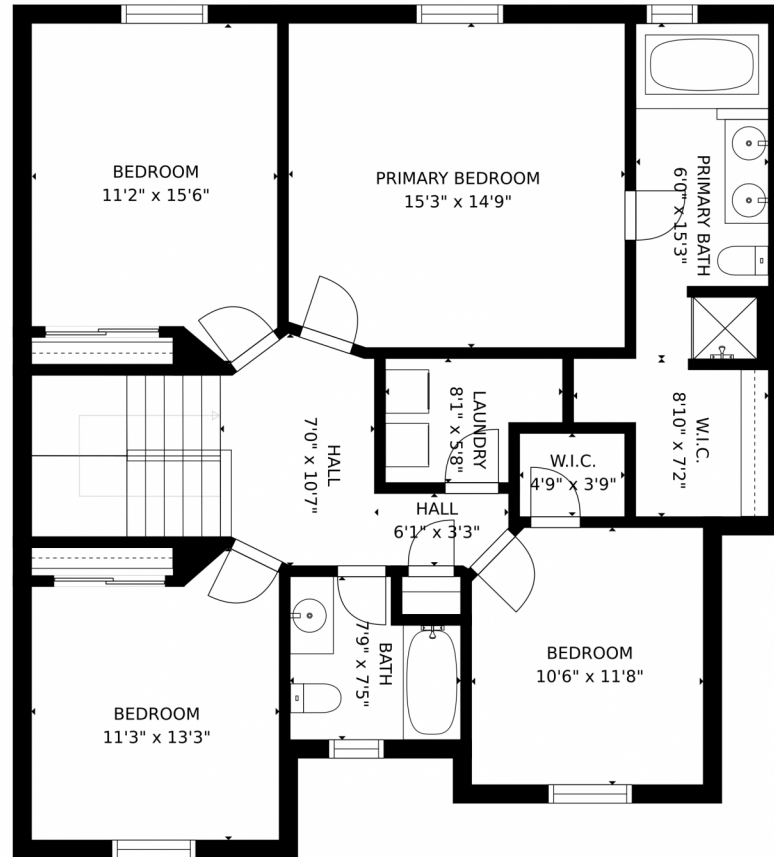 BEDROOM
11'2" x 15'6"
PRIMARY BEDROOM
15'3" x 14'9"
PRIMARY BATH
6'0" x 15'3"
LAUNDRY
8'1" x 5'8"
W.I.C.
8'10" x 7'2"
HALL
7'0" x 10'7"
W.I.C.
4'9" x 3'9"
HALL
6'1" x 3'3"
BEDROOM
11'3" x 13'3"
BATH
7'9" x 7'5"
BEDROOM
10'6" x 11'8"